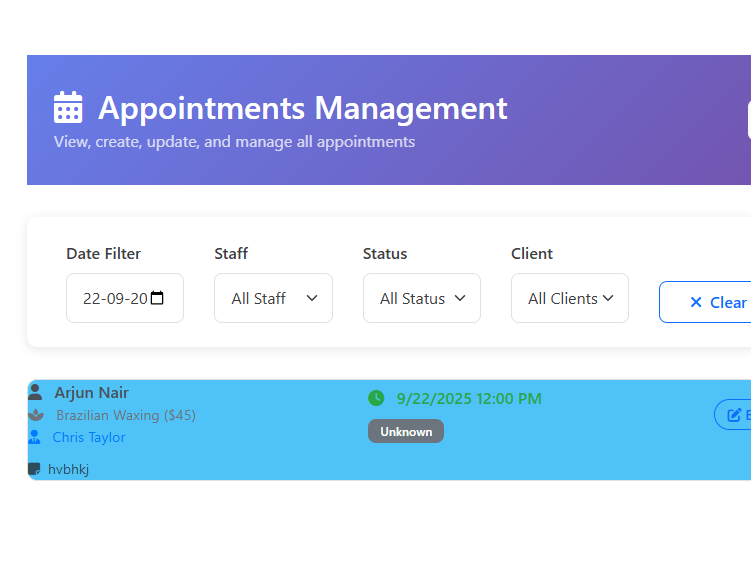 Appointments Management
View, create, update, and manage all appointments
Date Filter
Staff
Status
Client
22-09-20
All Staff
All Status
All Clients
Clear
Arjun Nair
Brazilian Waxing ($45)
Chris Taylor
hvbhkj
9/22/2025 12:00 PM
Unknown